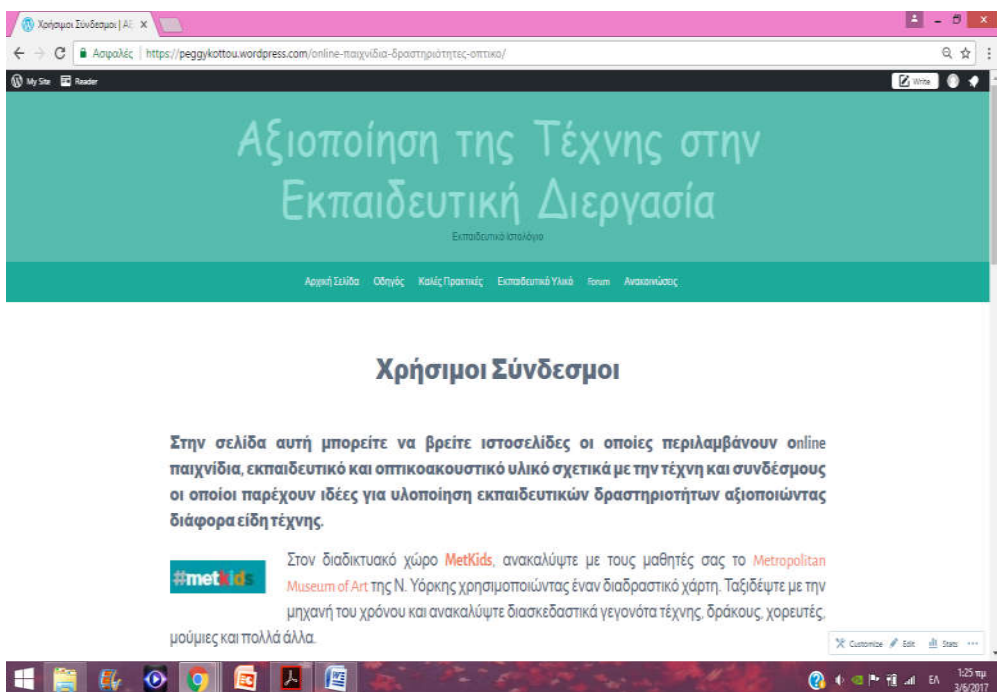 Χρήσιμοι Σύνδεσμοι | Αξ
Ασφαλές | https://peggykottou.wordpress.com/online-παιχνίδια-δραστηριότητες-οπτικο/
My Site Reader Write
Αξιοποίηση της Τέχνης στην
Εκπαιδευτική Διεργασία
Εκπαιδευτικό Ιστολόγιο
Αρχική Σελίδα Οδηγός Καλές Πρακτικές Εκπαιδευτικό Υλικό Forum Ανακοινώσεις
Χρήσιμοι Σύνδεσμοι
Στην σελίδα αυτή μπορείτε να βρείτε ιστοσελίδες οι οποίες περιλαμβάνουν online
παιχνίδια, εκπαιδευτικό και οπτικοακουστικό υλικό σχετικά με την τέχνη και συνδέσμους
οι οποίοι παρέχουν ιδέες για υλοποίηση εκπαιδευτικών δραστηριοτήτων αξιοποιώντας
διάφορα είδη τέχνης.
#metkids
Στον διαδικτυακό χώρο MetKids, ανακαλύψτε με τους μαθητές σας το Metropolitan
Museum of Art της Ν. Υόρκης χρησιμοποιώντας έναν διαδραστικό χάρτη. Ταξιδέψτε με την
μηχανή του χρόνου και ανακαλύψτε διασκεδαστικά γεγονότα τέχνης, δράκους, χορευτές,
μούμιες και πολλά άλλα.
Customize Edit Stats
ΕΛ 1:25 πμ
3/6/2017